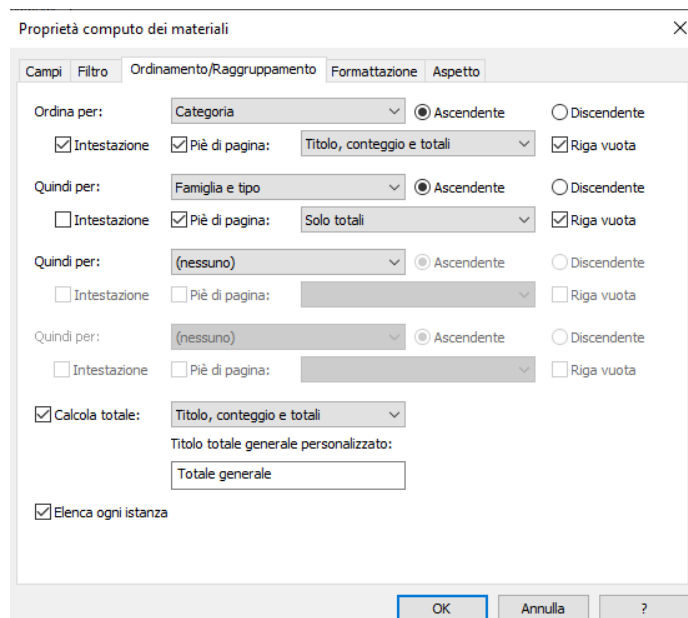 Proprietà computo dei materiali
Campi Filtro Ordinamento/Raggruppamento Formattazione Aspetto
Ordina per: Categoria Ascendente Discendente
Intestazione Piè di pagina: Titolo, conteggio e totali Riga vuota
Quindi per: Famiglia e tipo Ascendente Discendente
Intestazione Piè di pagina: Solo totali Riga vuota
Quindi per: (nessuno) Ascendente Discendente
Intestazione Piè di pagina: Riga vuota
Quindi per: (nessuno) Ascendente Discendente
Intestazione Piè di pagina: Riga vuota
Calcola totale: Titolo, conteggio e totali
Titolo totale generale personalizzato:
Totale generale
Elenca ogni istanza
OK Annulla ?